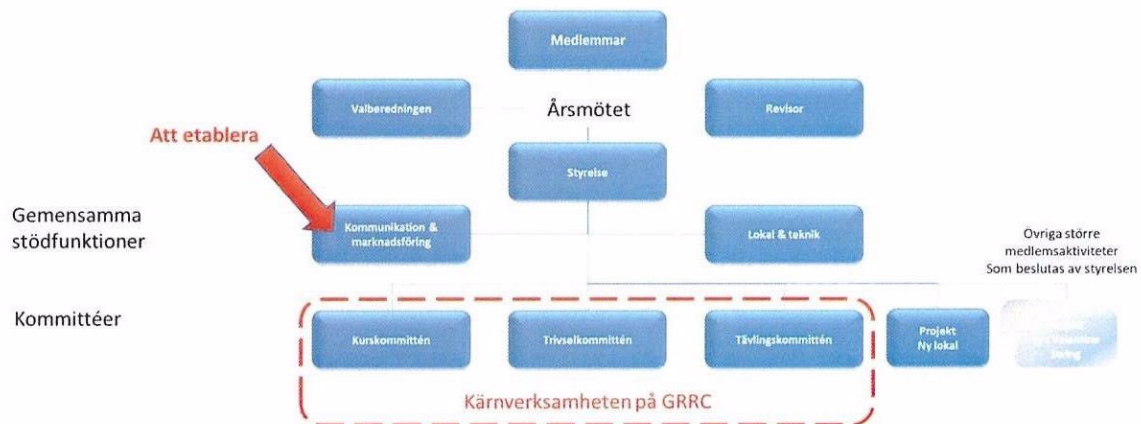 Medlemmar
Valberedningen
Årsmötet
Revisor
Att etablera
Styrelse
Gemensamma
stödfunktioner
Kommunikation &
marknadsföring
Lokal & teknik
Ovriga större
medlemsaktiviteter
Som beslutas av styrelsen
Kommittéer
Kurskommittén
Trivselkommittén
Tävlingskommittén
Projekt
Ny lokal
Kärnverksamheten på GRRC